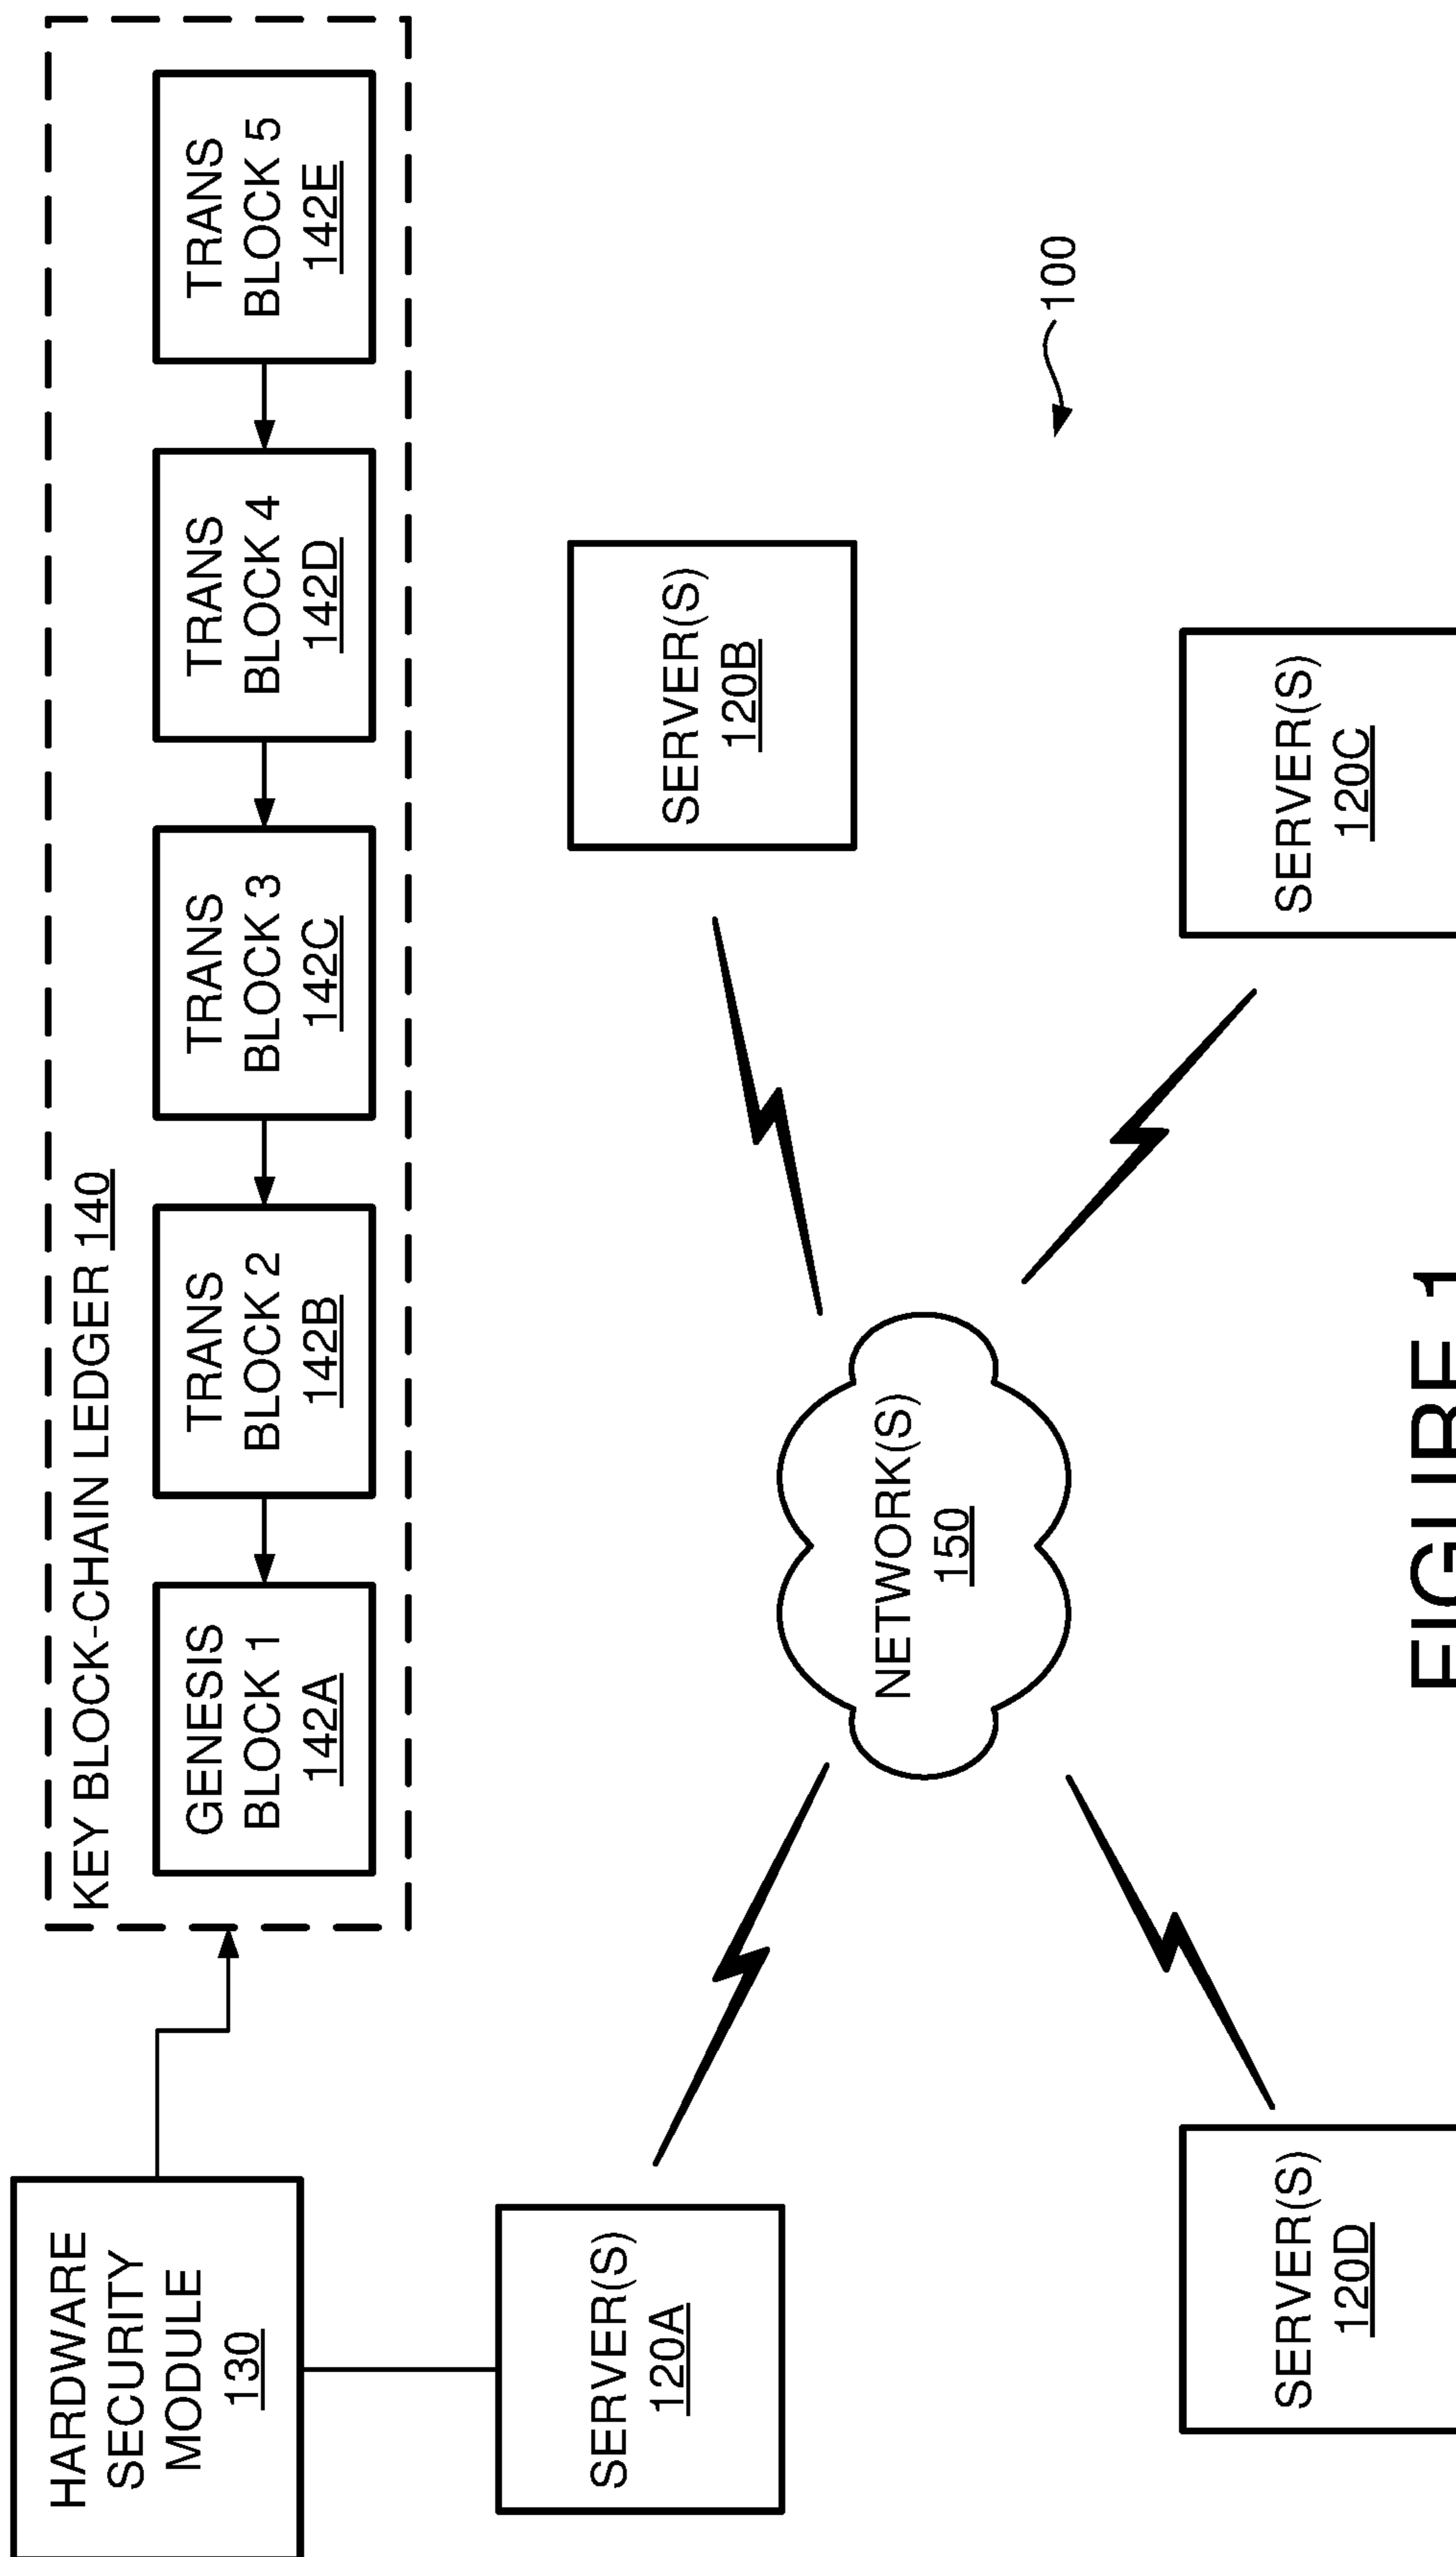 HARDWARE
SECURITY
MODULE
130
KEY BLOCK-CHAIN LEDGER 140
GENESIS
BLOCK 1
142A
TRANS
BLOCK 2
142B
TRANS
BLOCK 3
142C
TRANS
BLOCK 4
142D
TRANS
BLOCK 5
142E
SERVER(S)
120A
SERVER(S)
120B
NETWORK(S)
150
100
SERVER(S)
120D
SERVER(S)
120C
FIGURE 1